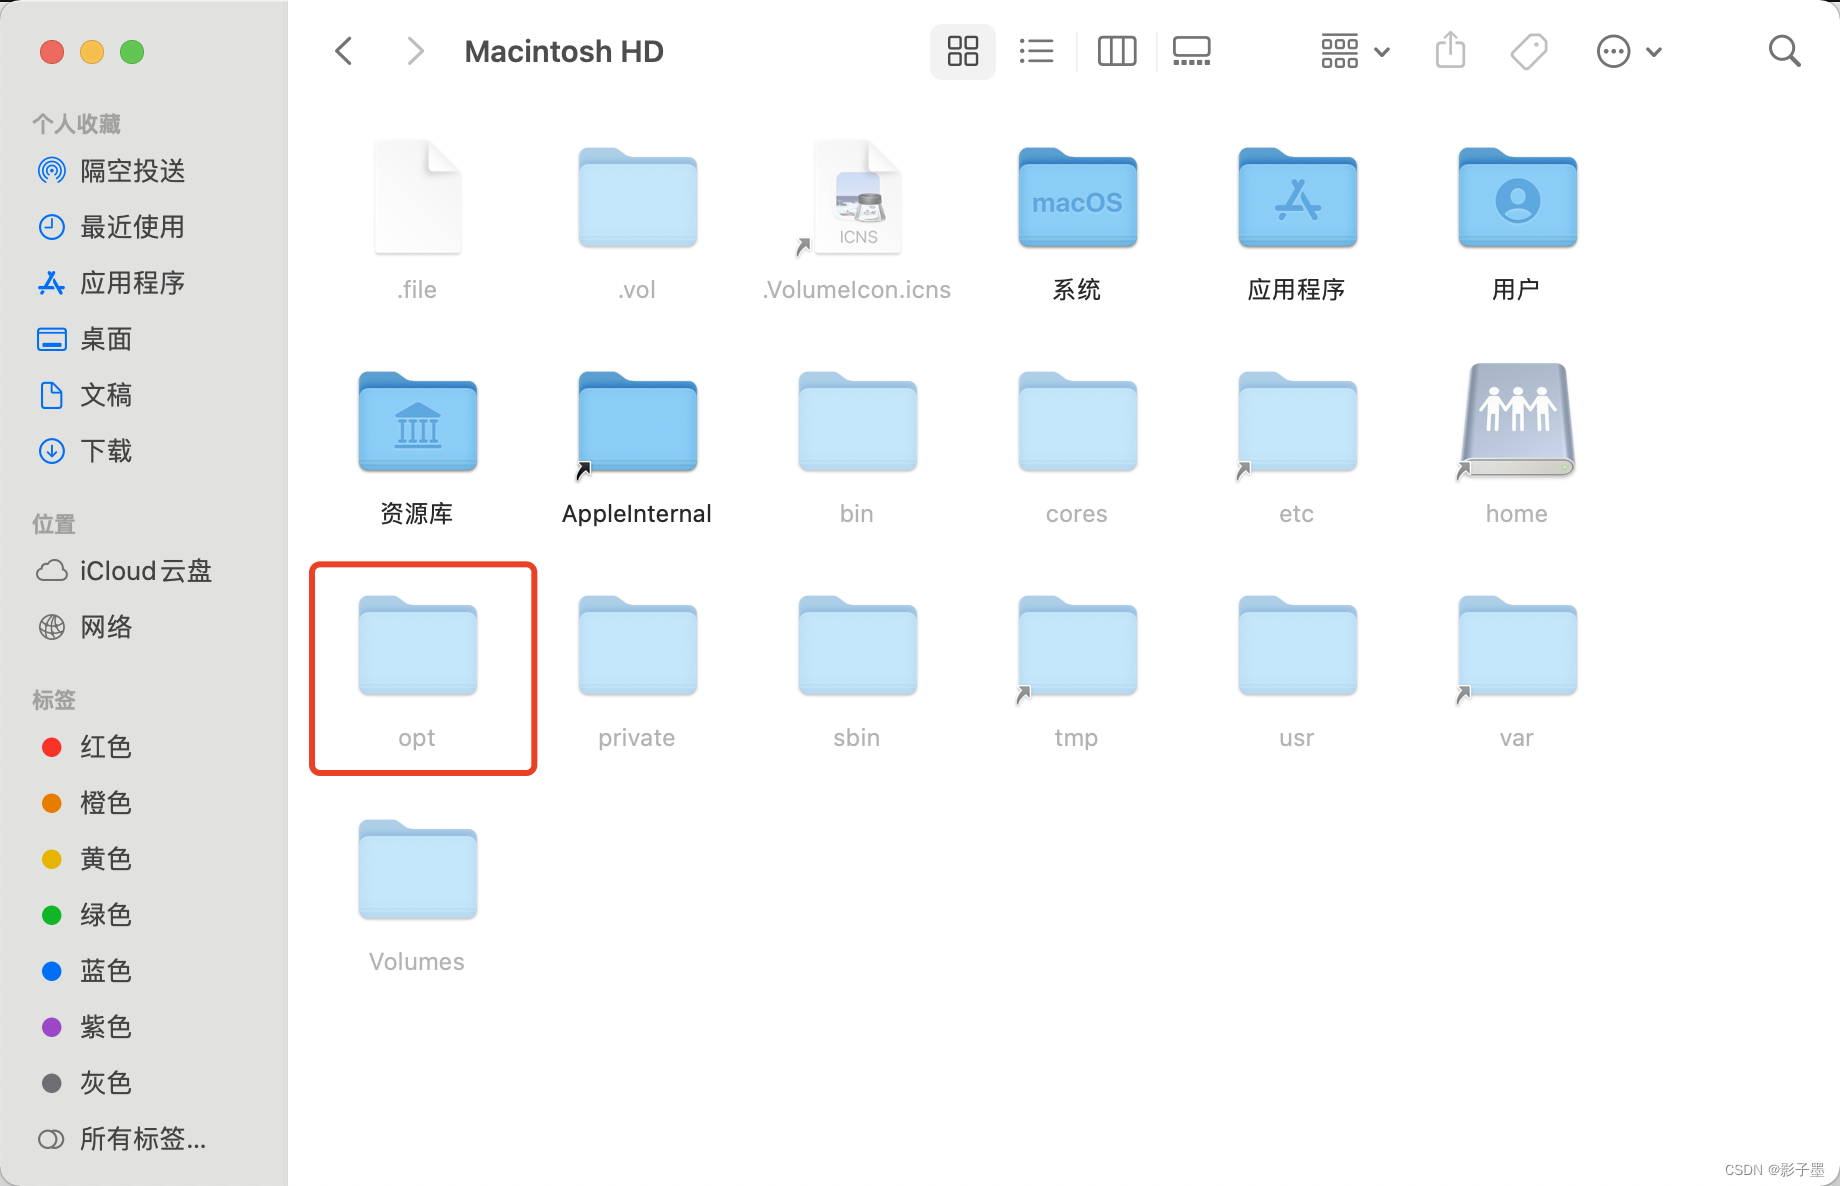 Macintosh HD
个人收藏
隔空投送
最近使用
应用程序
桌面
文稿
下载
位置
iCloud云盘
网络
标签
红色
橙色
黄色
绿色
蓝色
紫色
灰色
所有标签...
ICNS
macOS
.file
.vol
.VolumeIcon.icns
系统
应用程序
用户
资源库
AppleInternal
bin
cores
etc
home
opt
private
sbin
tmp
usr
var
Volumes
CSDN @影子墨